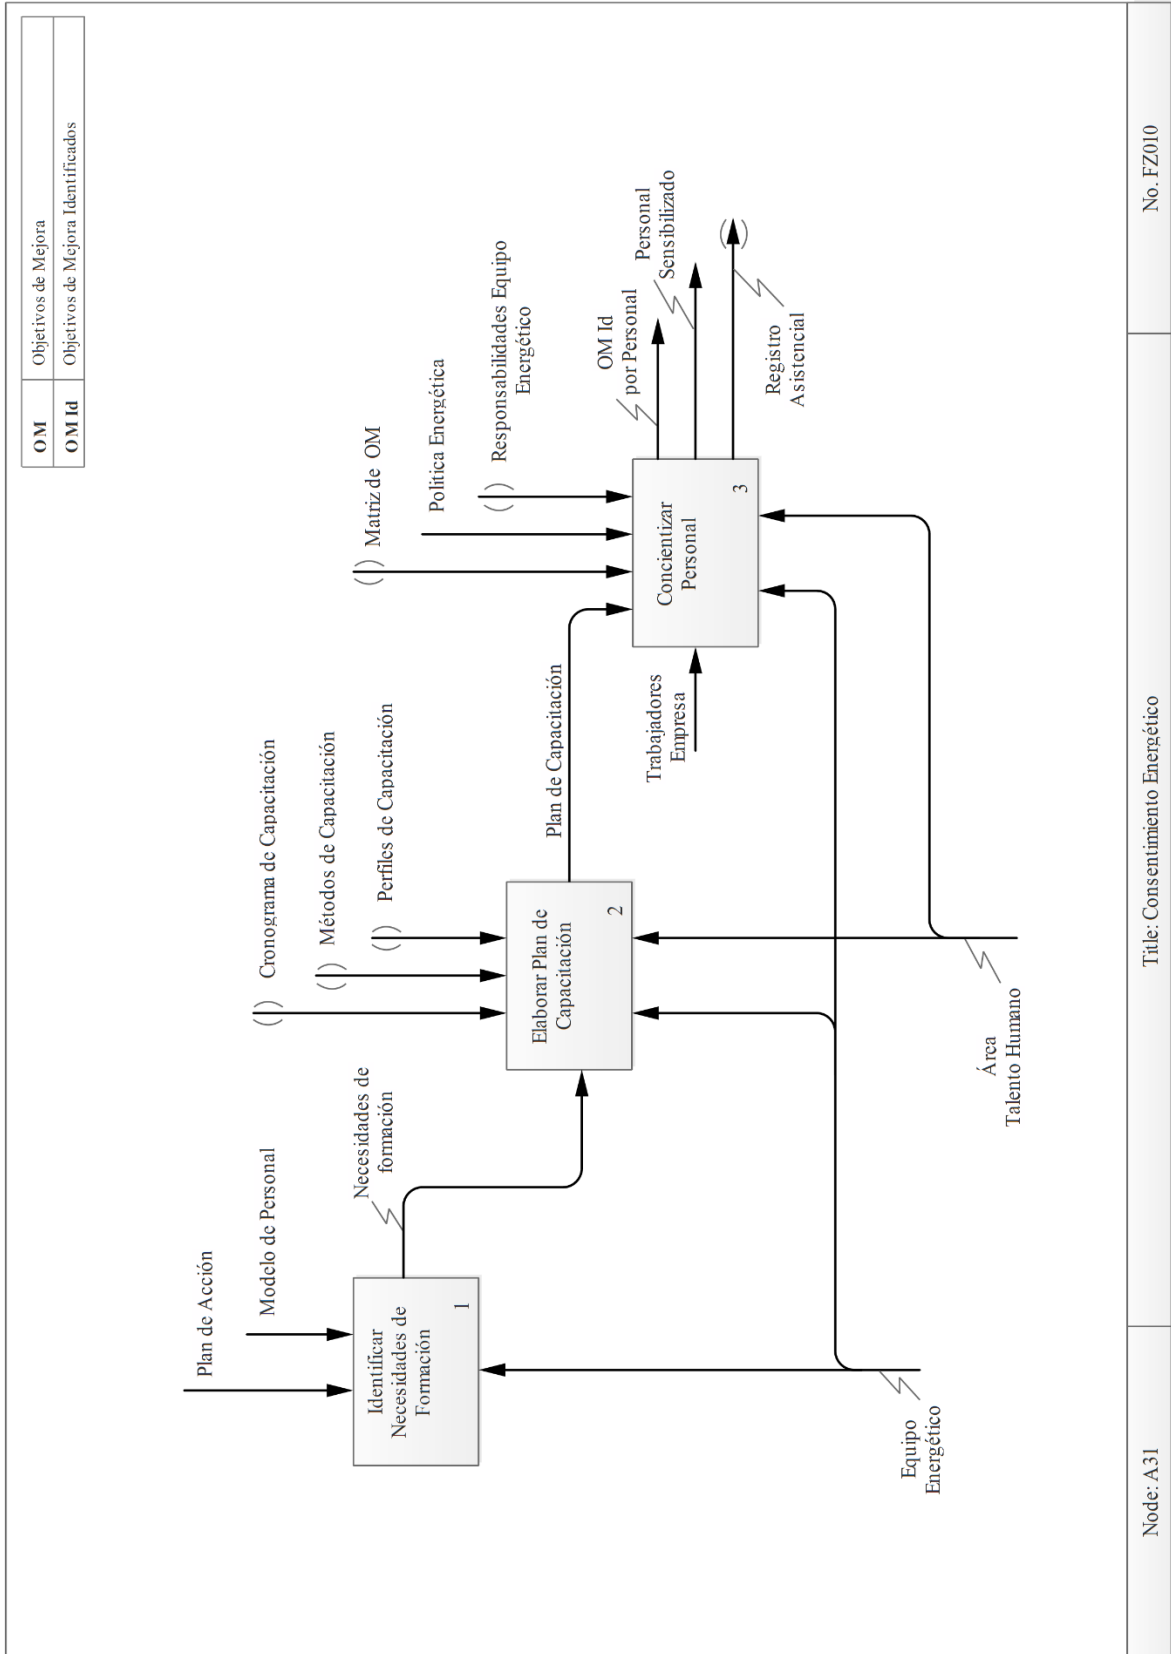 OM
Objetivos de Mejora
OM Id
Objetivos de Mejora Identificados
Plan de Acción
Modelo de Personal
Identificar
Necesidades de
Formación
1
Necesidades de
formación
Cronograma de Capacitación
Métodos de Capacitación
Perfiles de Capacitación
Elaborar Plan de
Capacitación
2
Plan de Capacitación
Matriz de OM
Politica Energética
Responsabilidades Equipo
Energético
Trabajadores
Empresa
Concientizar
Personal
3
OM Id
por Personal
Personal
Sensibilizado
Registro
Asistencial
Equipo
Energético
Área
Talento Humano
Node: A31
Title: Consentimiento Energético
No. FZ010